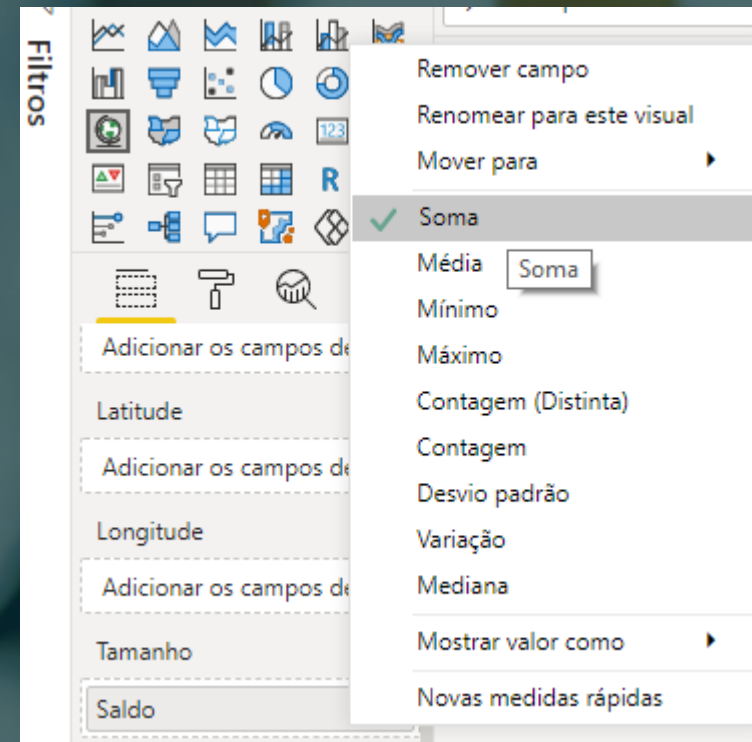 Filtros
123
R
Adicionar os campos de
Latitude
Adicionar os campos de
Longitude
Adicionar os campos de
Tamanho
Saldo
Remover campo
Renomear para este visual
Mover para
Soma
Média
Soma
Mínimo
Máximo
Contagem (Distinta)
Contagem
Desvio padrão
Variação
Mediana
Mostrar valor como
Novas medidas rápidas